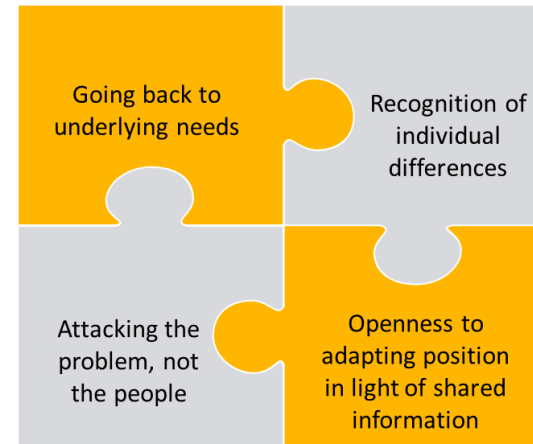 Going back to
underlying needs
Recognition of
individual
differences
Attacking the
problem, not
the people
Openness to
adapting position
in light of shared
information